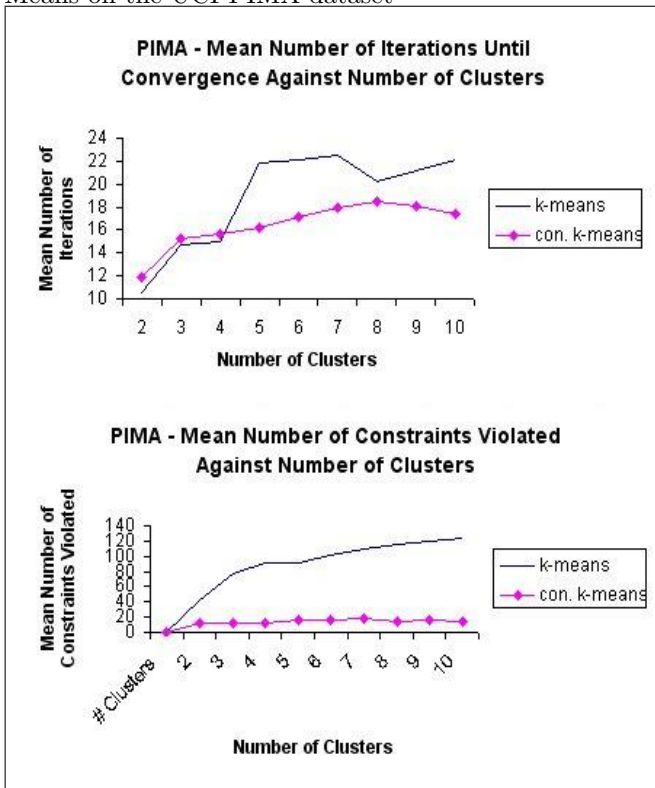 Means on the UCI PIMA dataset
PIMA - Mean Number of Iterations Until
Convergence Against Number of Clusters
Mean Number of
Iterations
24
22
20
18
16
14
12
10
2 3 4 5 6 7 8 9 10
Number of Clusters
k-means
con. k-means
PIMA - Mean Number of Constraints Violated
Against Number of Clusters
Mean Number of
Constraints Violated
140
120
100
80
60
40
20
0
# Clusters 2 3 4 5 6 7 8 9 10
Number of Clusters
k-means
con. k-means